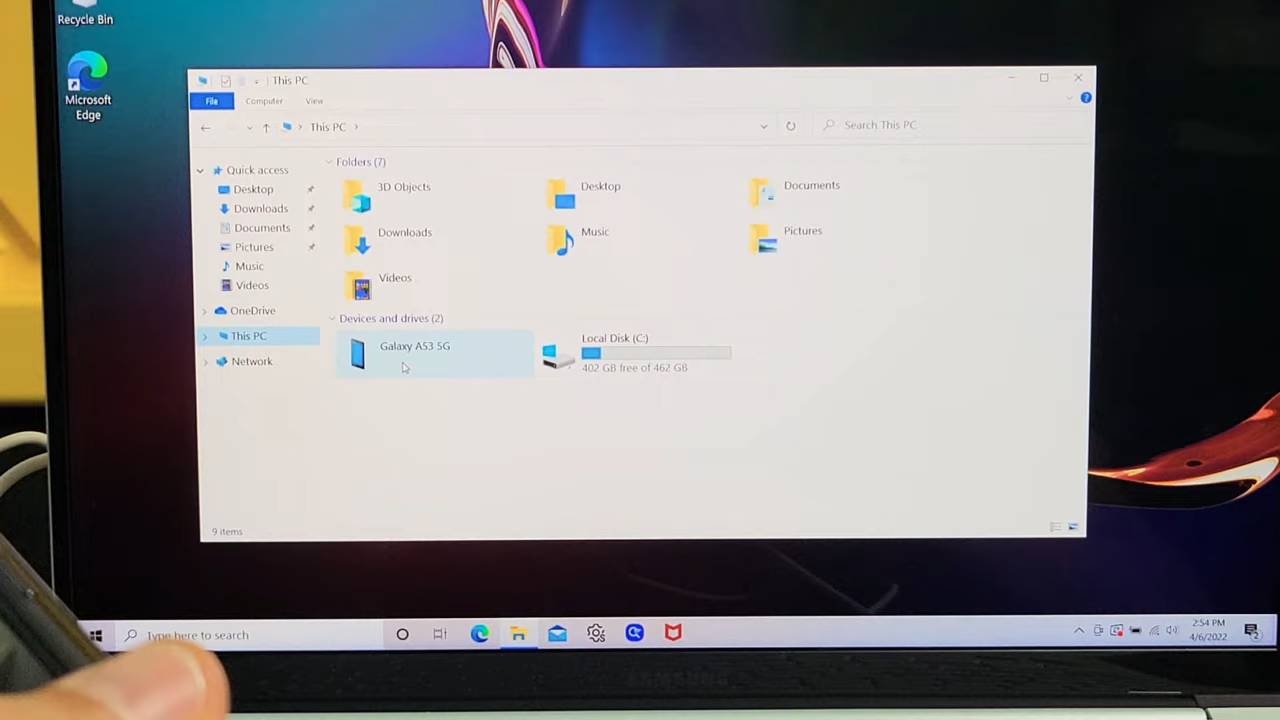 Recycle Bin
Microsoft
Edge
This PC
File
Computer
View
This PC
Search This PC
Quick access
Desktop
Downloads
Documents
Pictures
Music
Videos
OneDrive
This PC
Network
Folders (7)
3D Objects
Desktop
Documents
Downloads
Music
Pictures
Videos
Devices and drives (2)
Galaxy A53 5G
Local Disk (C:)
402 GB free of 462 GB
9 items
Type here to search
2:54 PM
4/6/2022
2
SAMSUNG